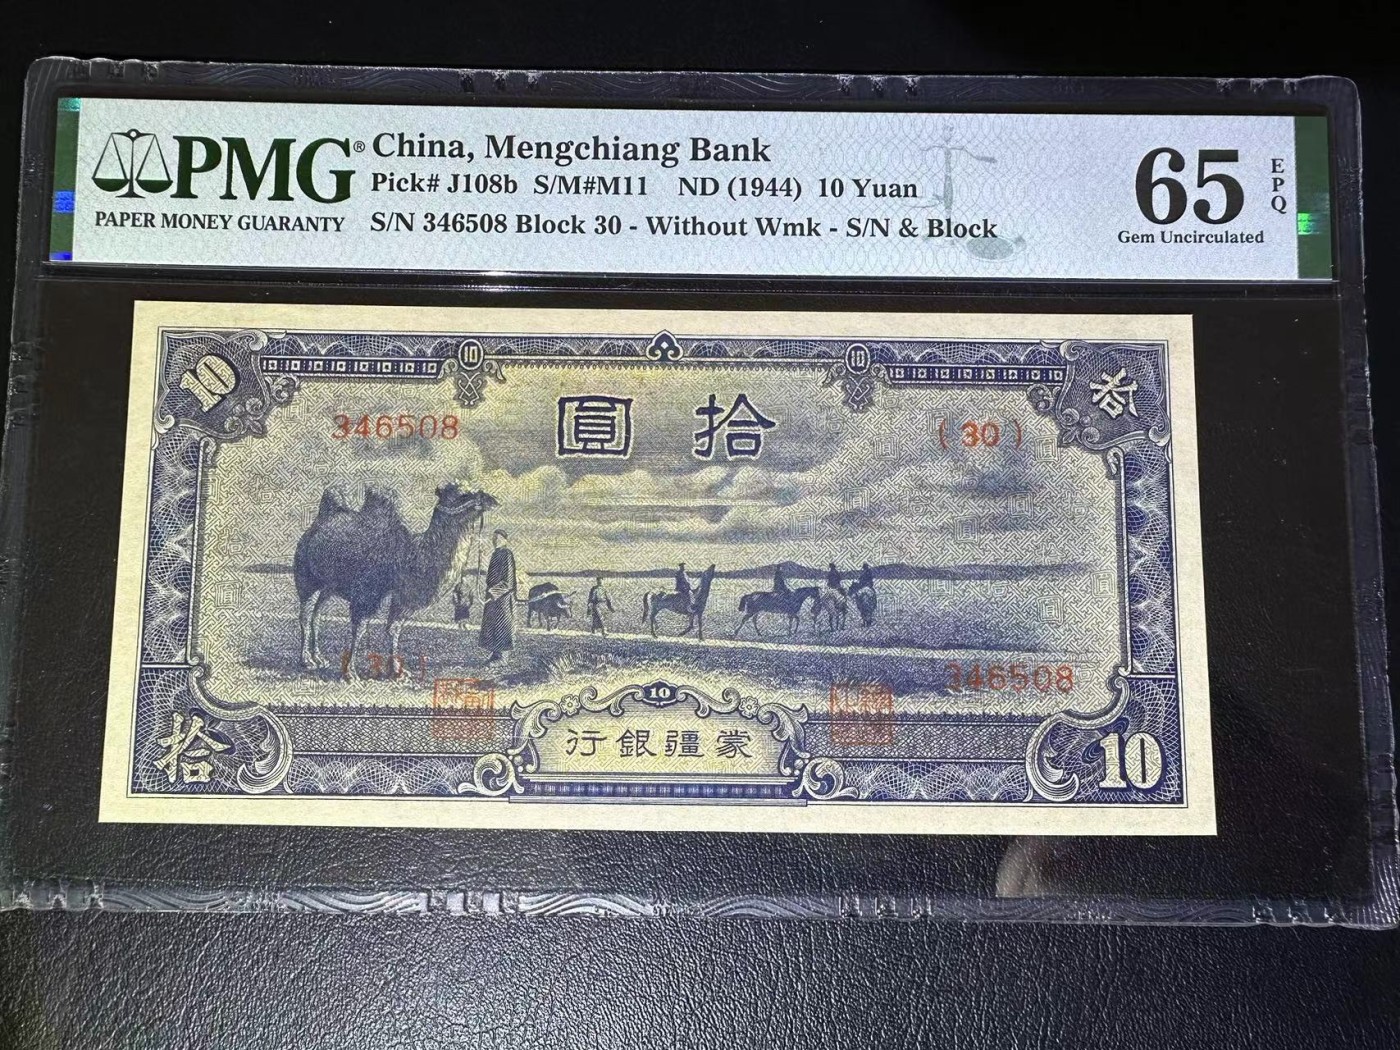 PMG®
PAPER MONEY GUARANTY
China, Mengchiang Bank
Pick# J108b S/M#M11 ND (1944) 10 Yuan
S/N 346508 Block 30 - Without Wmk - S/N & Block
65 EPQ
Gem Uncirculated
10 10 10 拾
346508 圓拾 (30)
(30) 346508
10
拾 行銀疆蒙 10